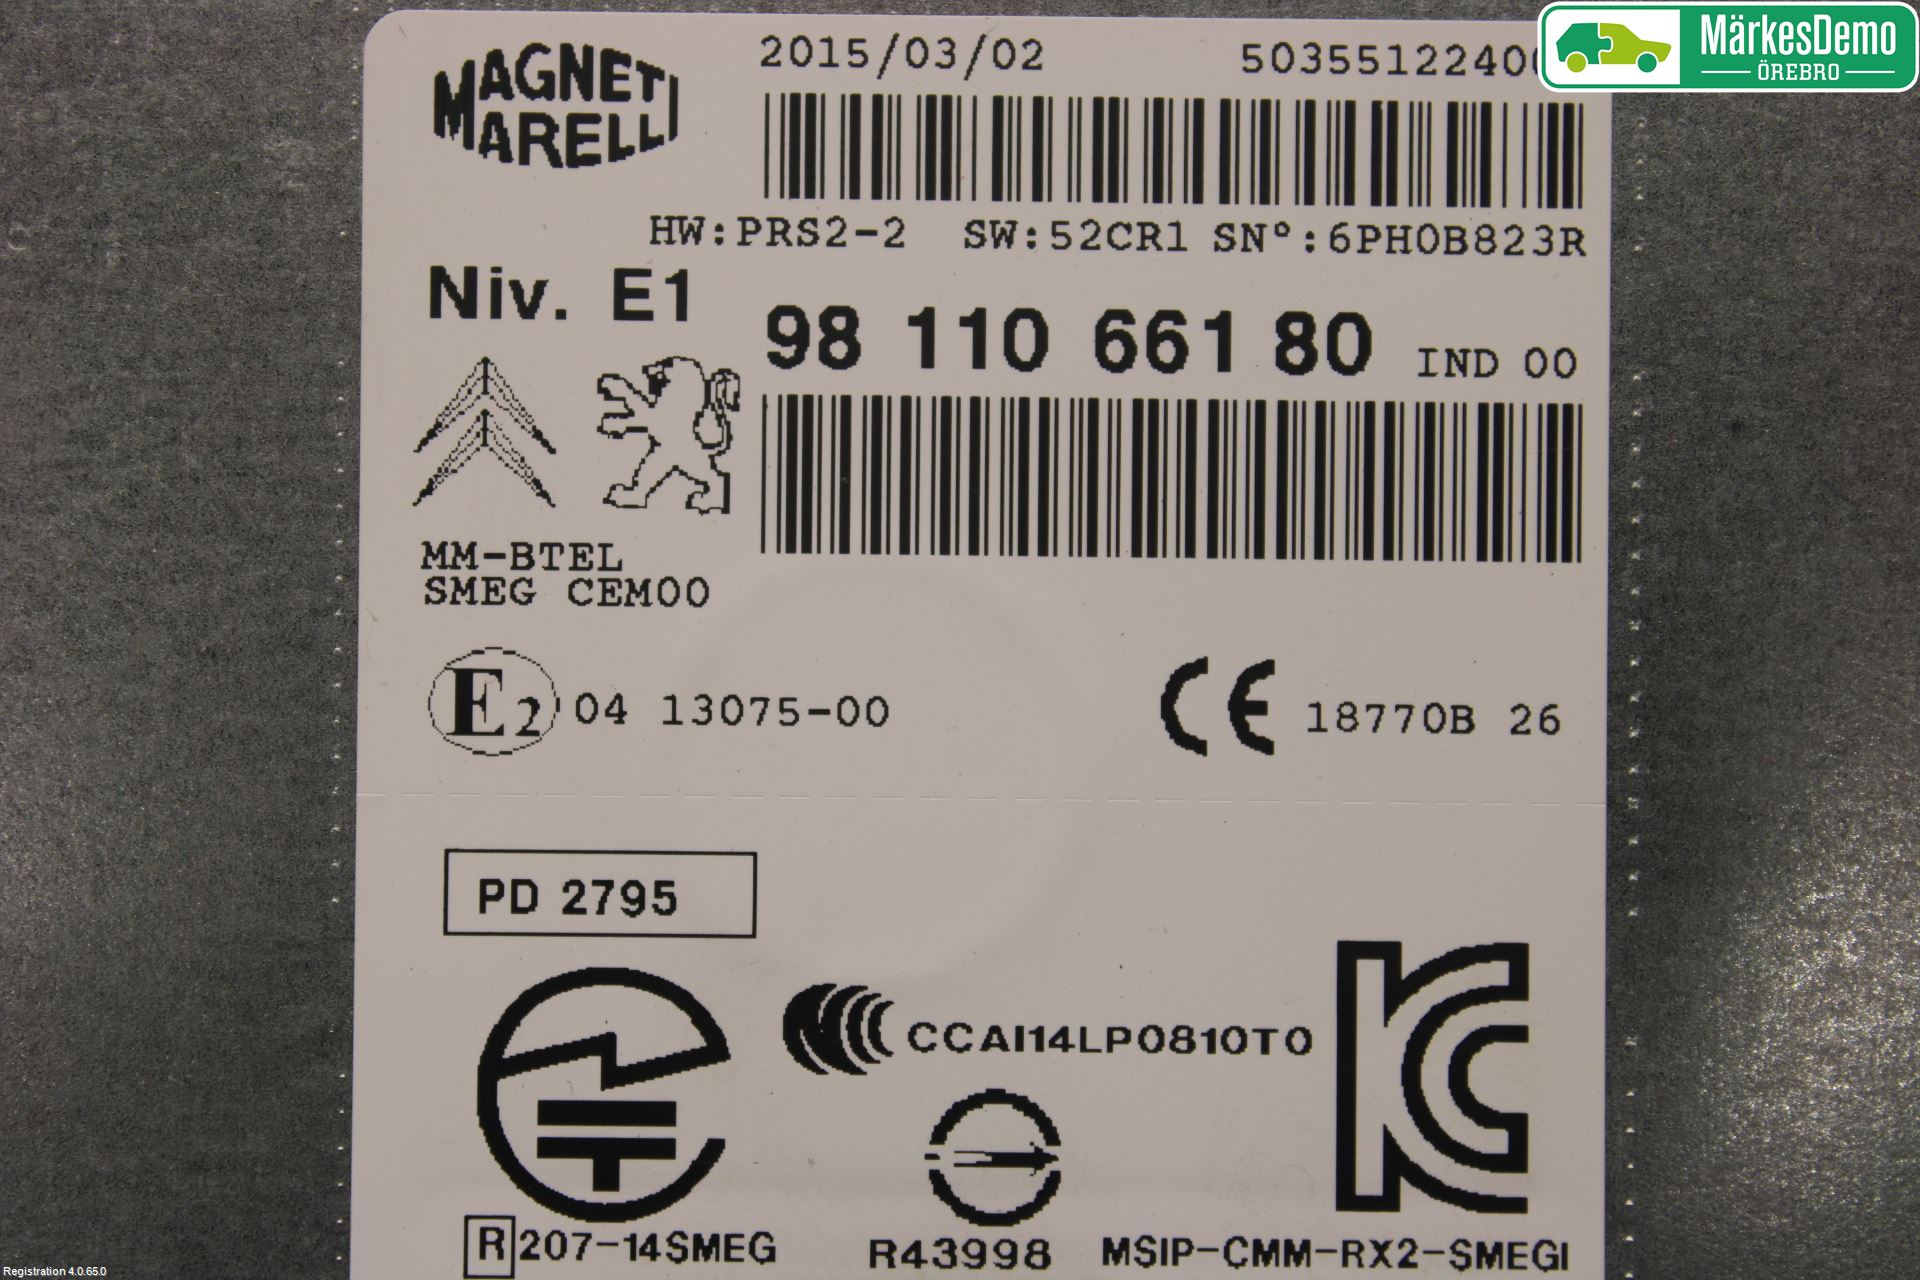 MAGNETI
MARELLI
2015/03/02
MärkesDemo
ÖREBRO
HW:PRS2-2 SW:52CR1 SN°:6PH0B823R
Niv. E1
98 110 661 80 IND 00
MM-BTEL
SMEG CEM00
E2 04 13075-00
CE 18770B 26
PD 2795
CCAI14LP0810T0
R 207-14SMEG
R43998
MSIP-CMM-RX2-SMEGI
Registration 4.0.65.0